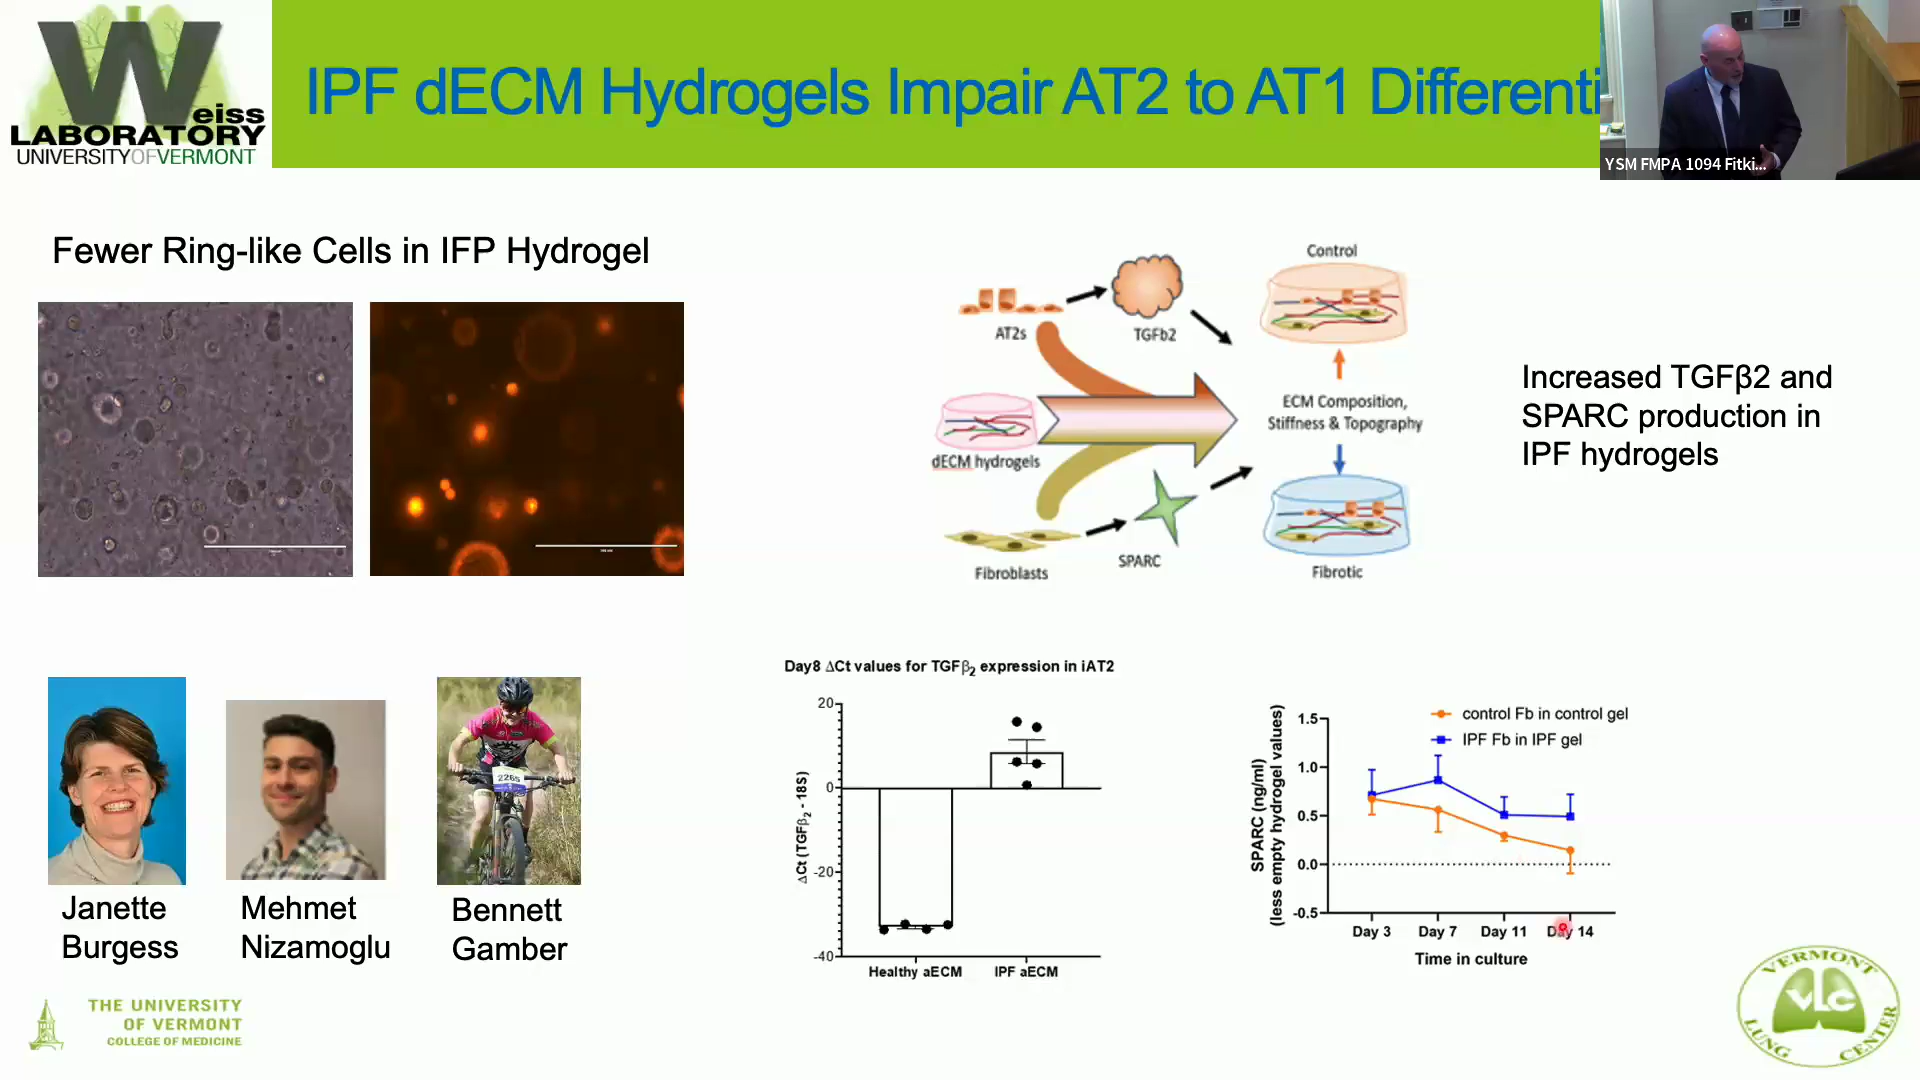 Weiss
LABORATORY
UNIVERSITYOFVERMONT
IPF dECM Hydrogels Impair AT2 to AT1 Differenti
YSM FMPA 1094 Fitki...
Fewer Ring-like Cells in IFP Hydrogel
Control
AT2s
TGFb2
ECM Composition,
Stiffness & Topography
dECM hydrogels
SPARC
Fibroblasts
Fibrotic
Increased TGFβ2 and
SPARC production in
IPF hydrogels
Janette
Burgess
Mehmet
Nizamoglu
2265
Bennett
Gamber
Day8 ΔCt values for TGFβ2 expression in iAT2
ΔCt (TGFβ2 - 18S)
20
0
-20
-40
Healthy aECM
IPF aECM
control Fb in control gel
IPF Fb in IPF gel
SPARC (ng/ml)
(less empty hydrogel values)
1.5
1.0
0.5
0.0
-0.5
Day 3
Day 7
Day 11
Day 14
Time in culture
THE UNIVERSITY
OF VERMONT
COLLEGE OF MEDICINE
VERMONT
VLC
LUNG CENTER